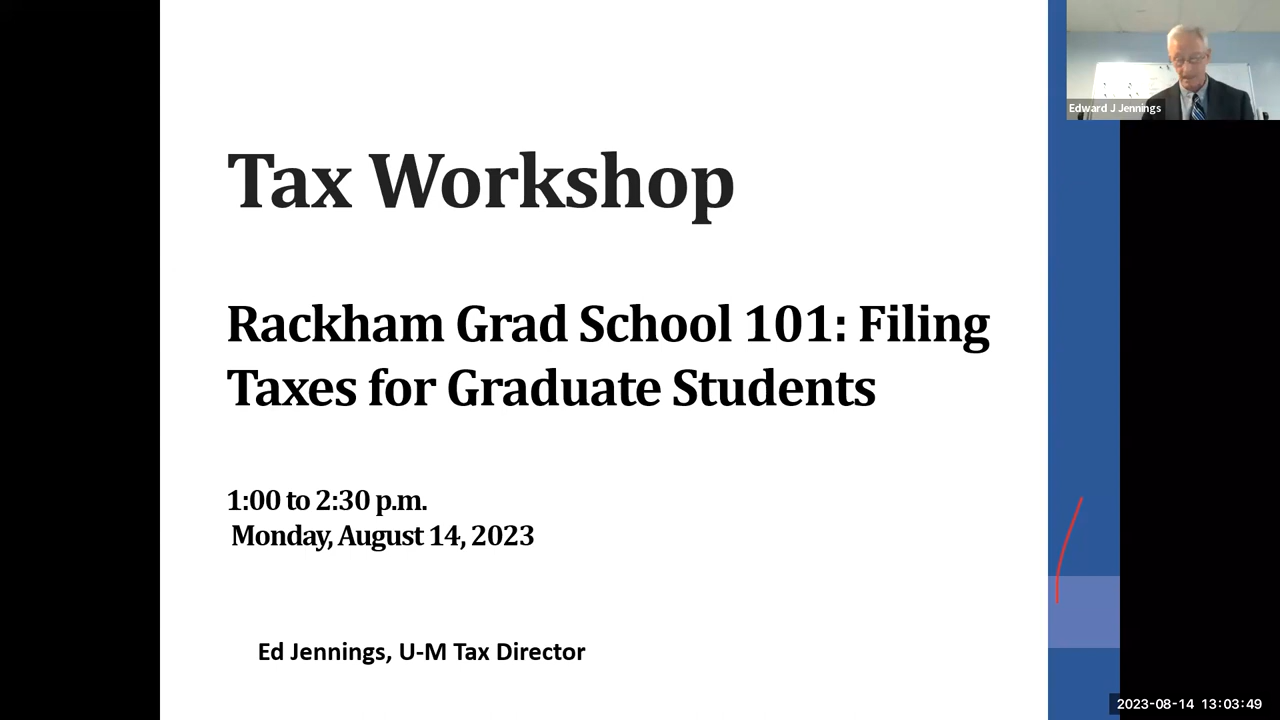 Tax Workshop
Rackham Grad School 101: Filing
Taxes for Graduate Students
1:00 to 2:30 p.m.
Monday, August 14, 2023
Ed Jennings, U-M Tax Director
Edward J Jennings
2023-08-14 13:03:49